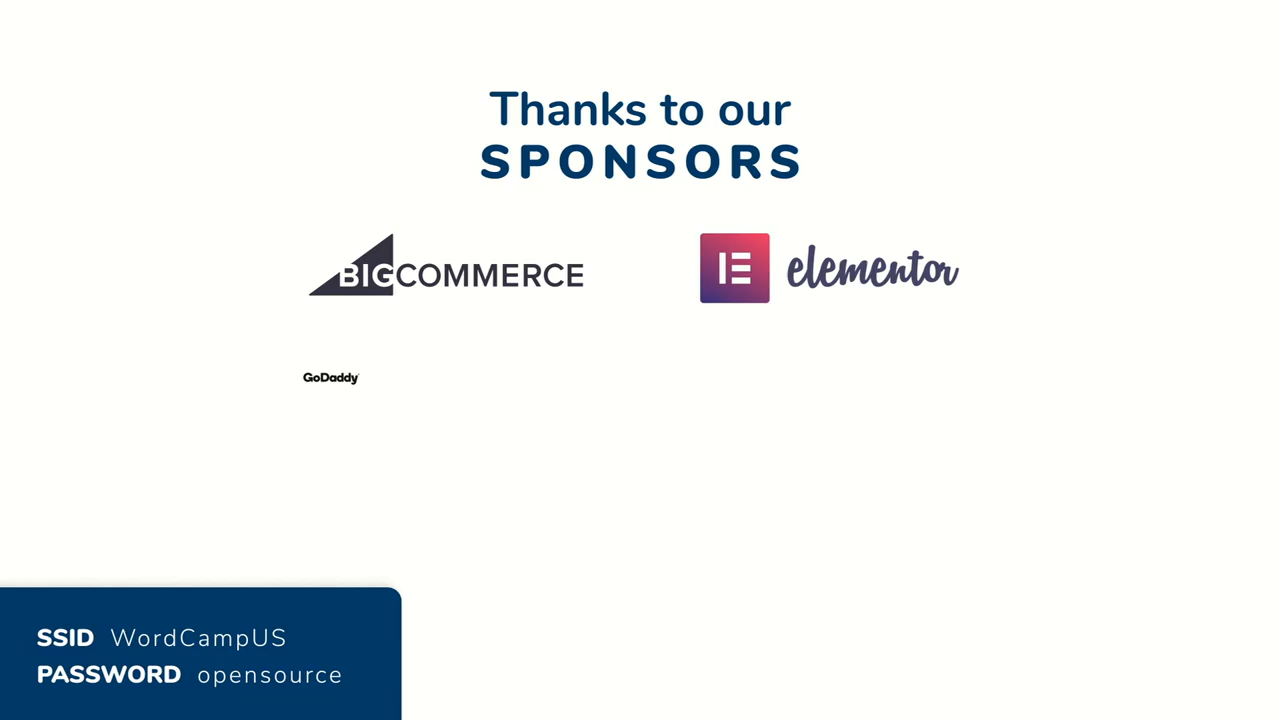 Thanks to our
SPONSORS
BIGCOMMERCE
elementor
GoDaddy
SSID WordCampUS
PASSWORD opensource